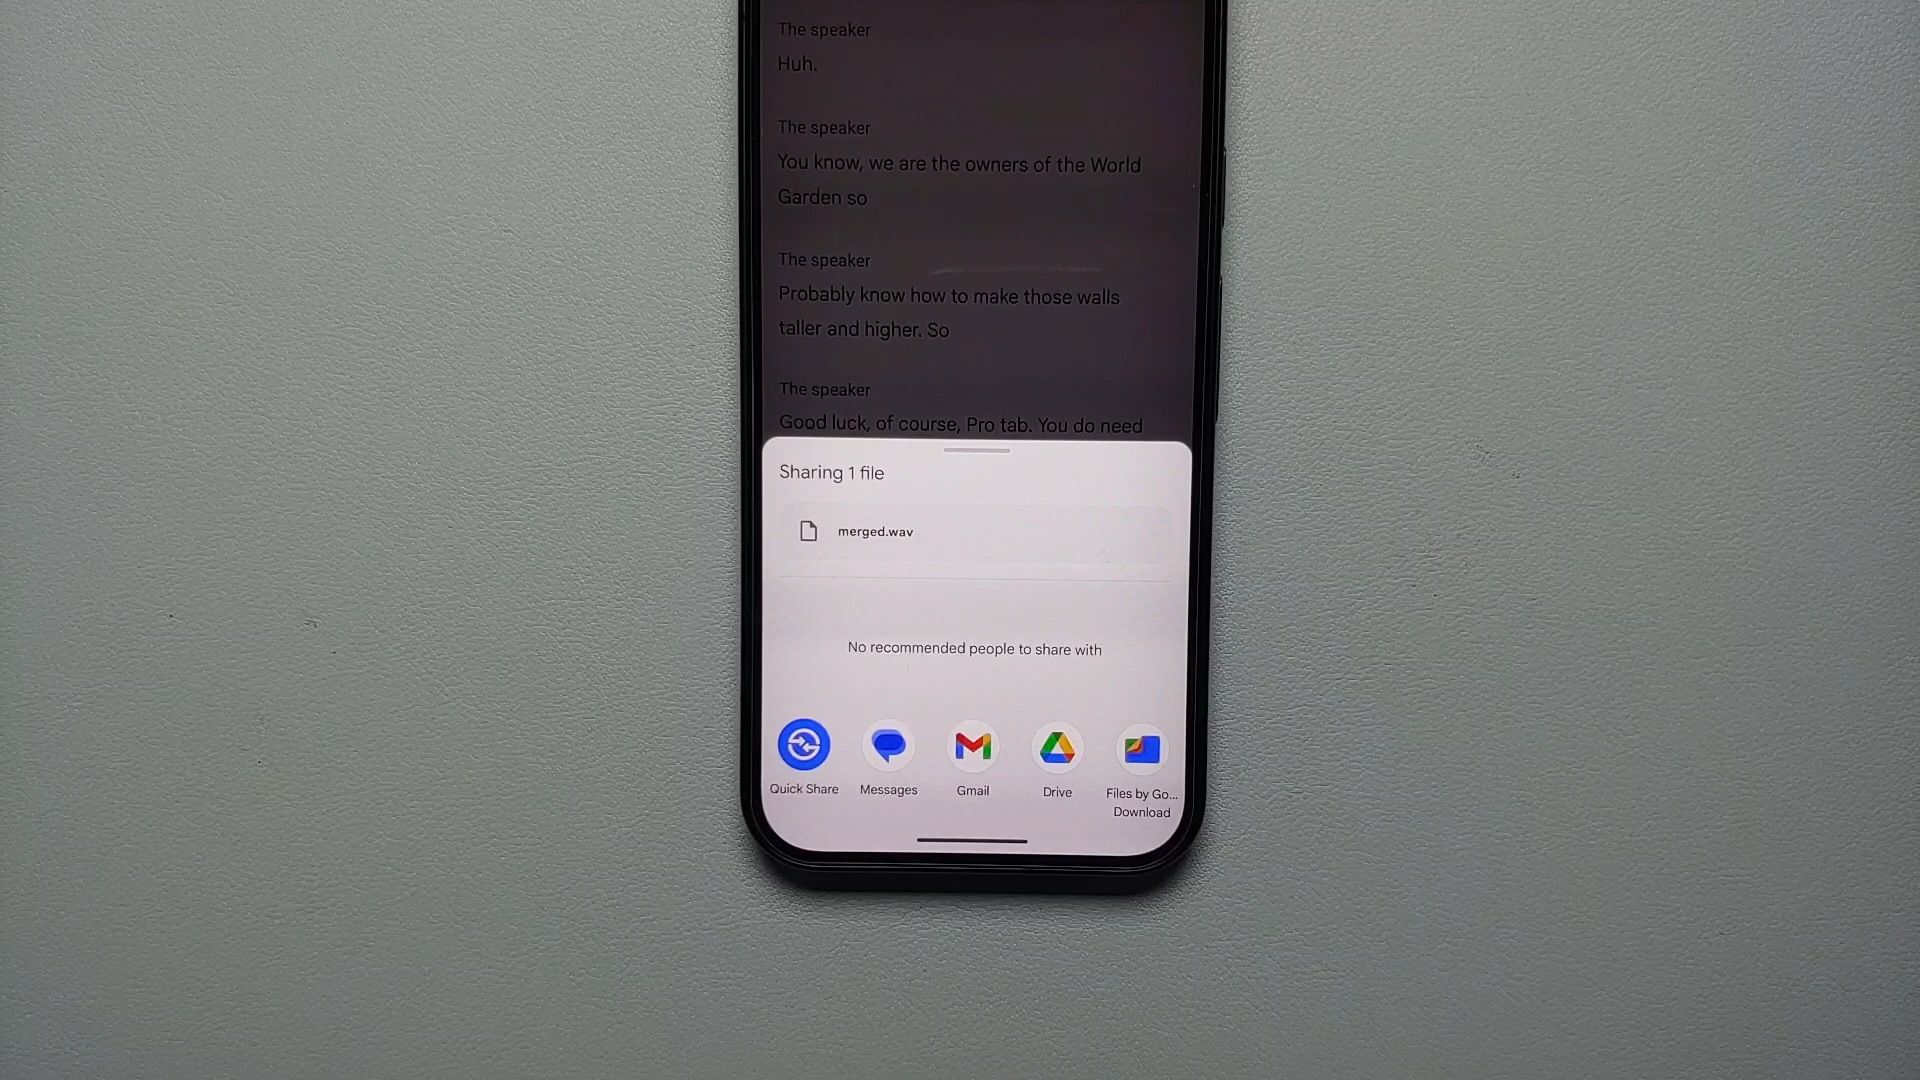 The speaker
Huh.
The speaker
You know, we are the owners of the World
Garden so
The speaker
Probably know how to make those walls
taller and higher. So
The speaker
Good luck, of course, Pro tab. You do need
Sharing 1 file
merged.wav
No recommended people to share with
Quick Share
Messages
Gmail
Drive
Files by Go...
Download